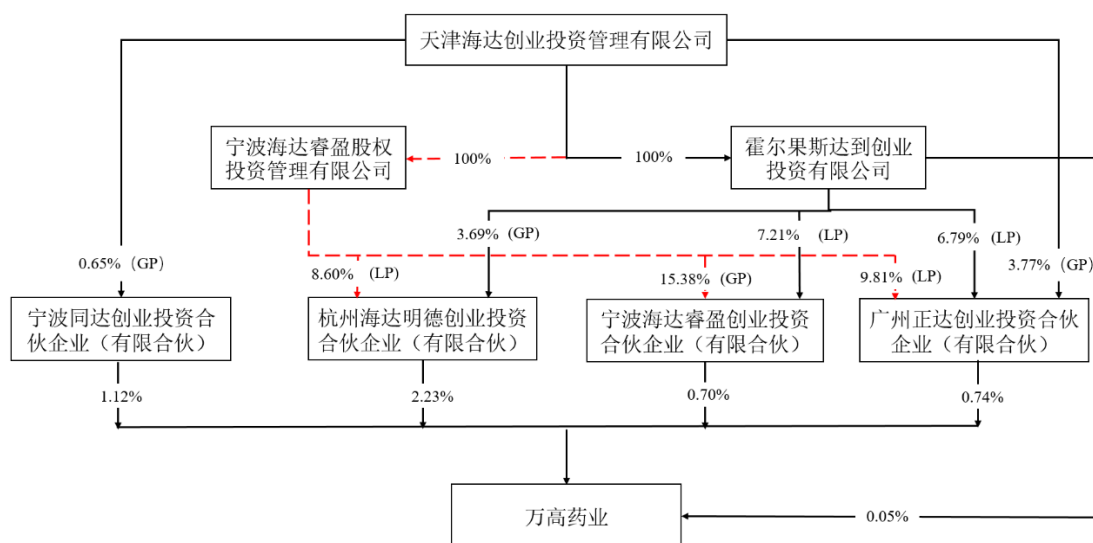 天津海达创业投资管理有限公司
宁波海达睿盈股权
投资管理有限公司
100%
100%
霍尔果斯达到创业
投资有限公司
3.69% (GP)
7.21% (LP)
6.79% (LP)
0.65%（GP）
8.60% (LP)
15.38% (GP)
9.81% (LP)
3.77% (GP)
宁波同达创业投资合
伙企业（有限合伙）
杭州海达明德创业投资
合伙企业（有限合伙）
宁波海达睿盈创业投资
合伙企业（有限合伙）
广州正达创业投资合伙
企业（有限合伙）
1.12%
2.23%
0.70%
0.74%
万高药业
0.05%